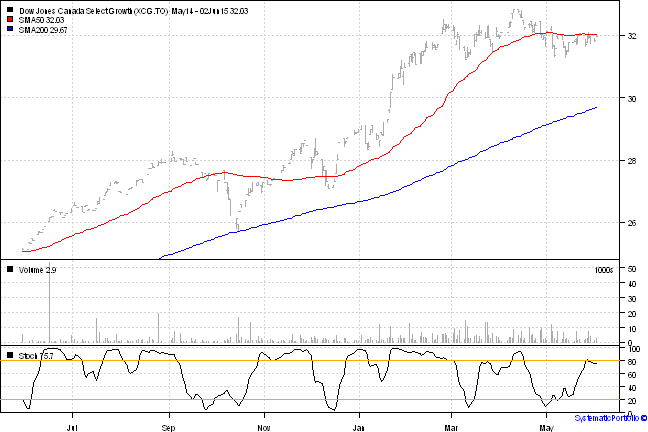 Dow Jones Canada Select Growth (XCG.TO) May14 - 02Jun15 32.03
SMA50 32.03
SMA200 29.67
32
30
28
26
Volume 2.9
1000s
50
40
30
20
10
0
Stoch 75.7
100
80
60
40
20
0
Jul
Sep
Nov
Jan
Mar
May
SystematicPortfolio ©